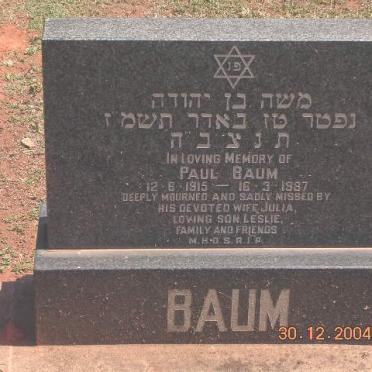 פ נ
משה בן יהודה
נפטר טז באדר תשמ״ז
ת נ צ ב ה
IN LOVING MEMORY OF
PAUL BAUM
12-6-1915 — 16-3-1987
DEEPLY MOURNED AND SADLY MISSED BY
HIS DEVOTED WIFE JULIA,
LOVING SON LESLIE,
FAMILY AND FRIENDS
M.H.D.S.R.I.P.
BAUM
30.12.2004